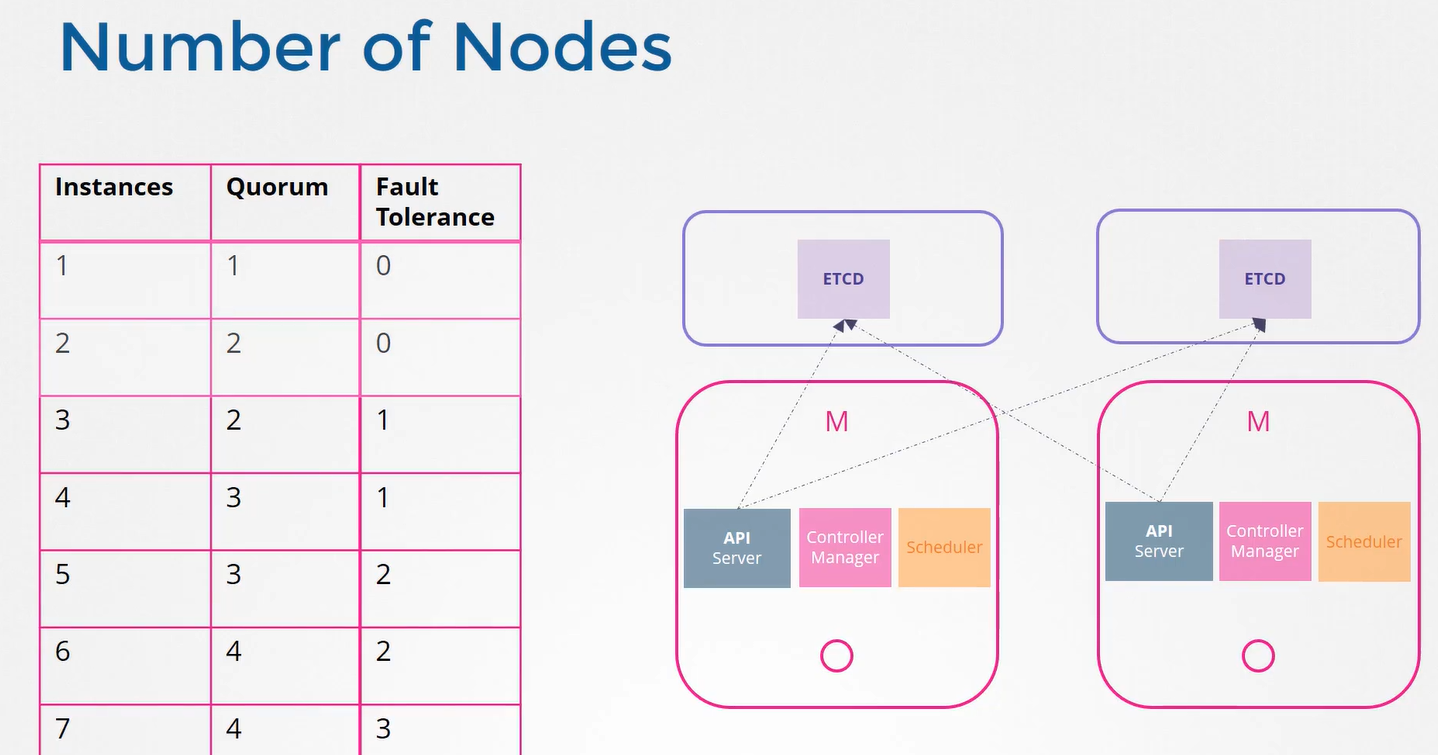 Number of Nodes
Instances Quorum Fault Tolerance
1 1 0
2 2 0
3 2 1
4 3 1
5 3 2
6 4 2
7 4 3
ETCD
ETCD
M
API
Server
Controller
Manager
Scheduler
M
API
Server
Controller
Manager
Scheduler